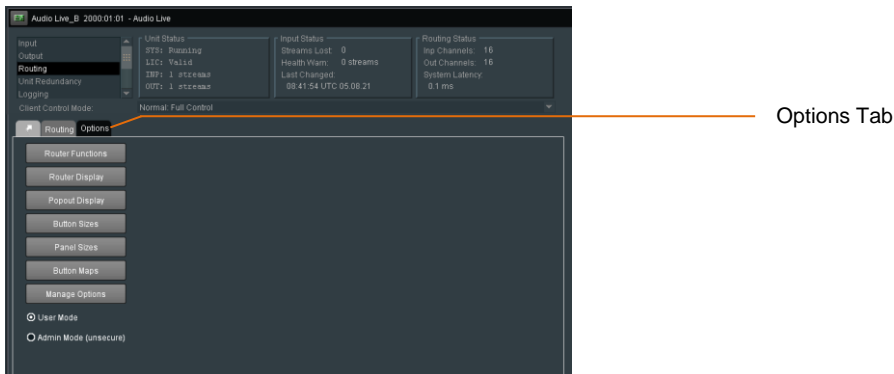 Audio Live_B 2000:01:01 - Audio Live
Input
Output
Routing
Unit Redundancy
Logging
Unit Status
SYS: Running
LIC: Valid
INP: 1 streams
OUT: 1 streams
Input Status
Streams Lost: 0
Health Warn: 0 streams
Last Changed:
08:41:54 UTC 05.08.21
Routing Status
Inp Channels: 16
Out Channels: 16
System Latency:
0.1 ms
Client Control Mode: Normal: Full Control
Routing Options
Options Tab
Router Functions
Router Display
Popout Display
Button Sizes
Panel Sizes
Button Maps
Manage Options
User Mode
Admin Mode (unsecure)